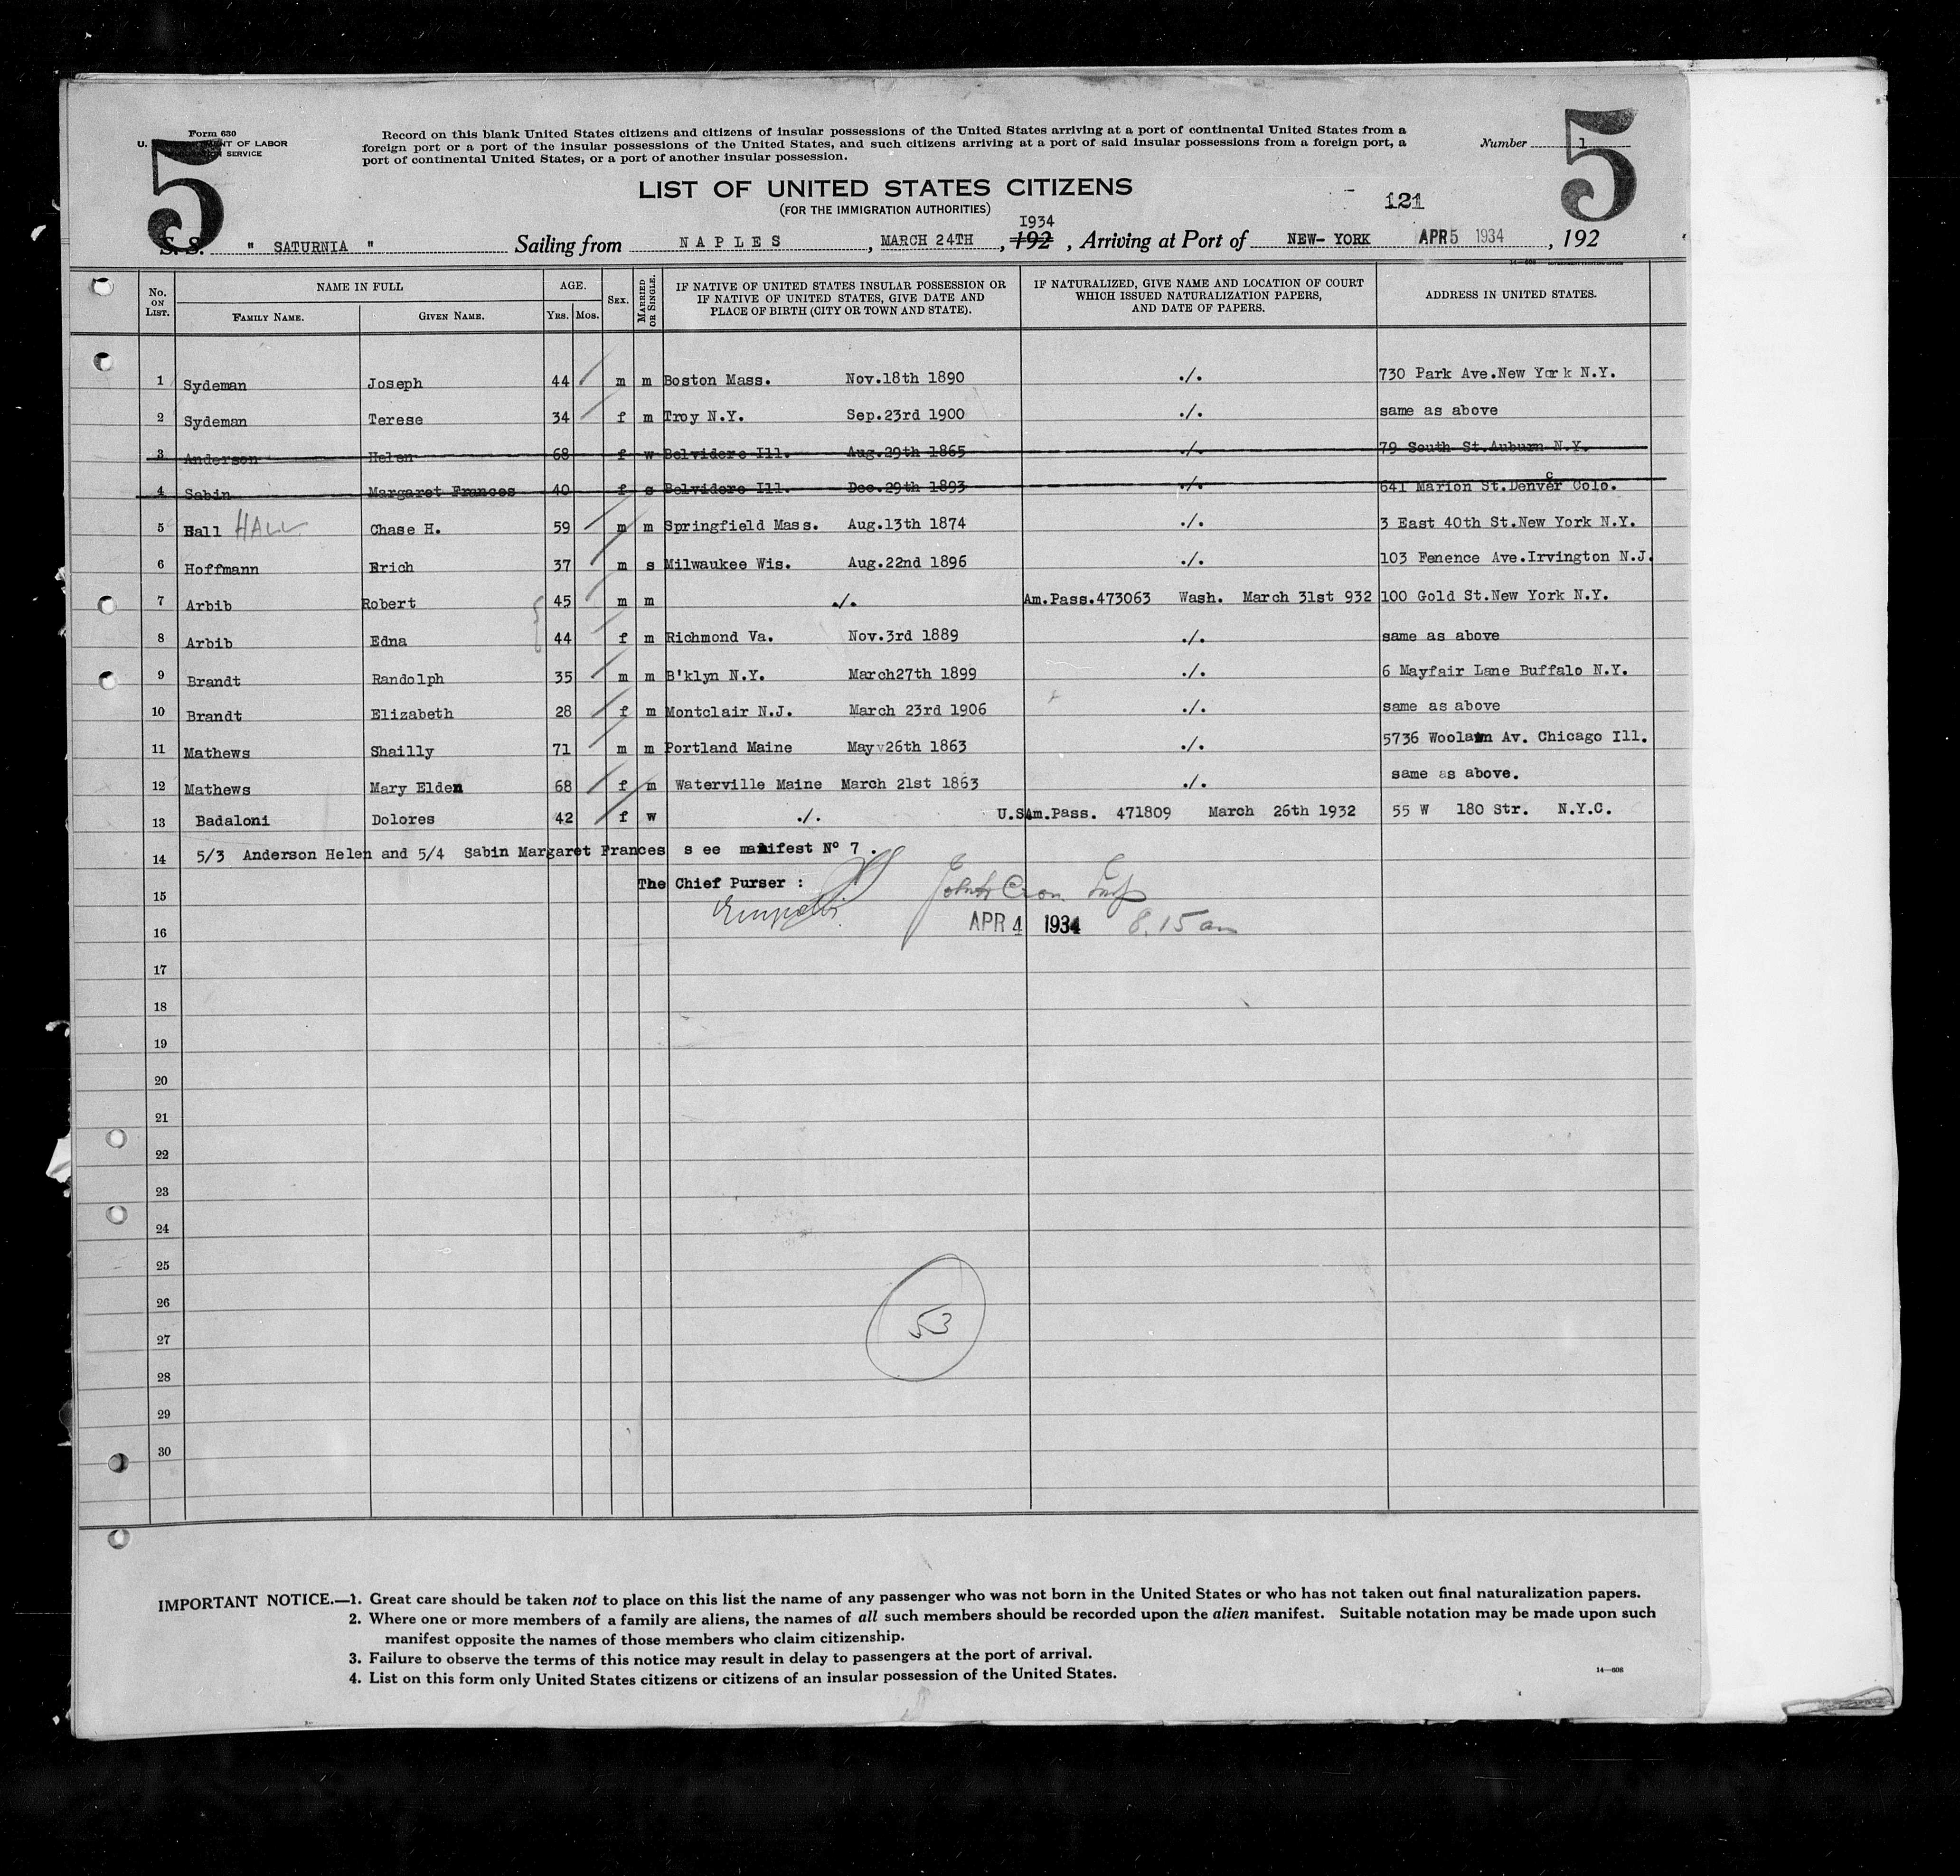 Form 630
U. S. DEPARTMENT OF LABOR
IMMIGRATION SERVICE
5
Record on this blank United States citizens and citizens of insular possessions of the United States arriving at a port of continental United States from a
foreign port or a port of the insular possessions of the United States, and such citizens arriving at a port of said insular possessions from a foreign port, a
port of continental United States, or a port of another insular possession.
Number 1
5
LIST OF UNITED STATES CITIZENS
(FOR THE IMMIGRATION AUTHORITIES)
121
S. S. " SATURNIA " Sailing from NAPLES, MARCH 24TH, 192 1934, Arriving at Port of NEW- YORK APR 5 1934, 192
No. ON LIST. NAME IN FULL FAMILY NAME. GIVEN NAME. AGE. YRS. MOS. SEX. MARRIED OR SINGLE. IF NATIVE OF UNITED STATES INSULAR POSSESSION OR IF NATIVE OF UNITED STATES, GIVE DATE AND PLACE OF BIRTH (CITY OR TOWN AND STATE). IF NATURALIZED, GIVE NAME AND LOCATION OF COURT WHICH ISSUED NATURALIZATION PAPERS, AND DATE OF PAPERS. ADDRESS IN UNITED STATES.
1 Sydeman Joseph 44 m m Boston Mass. Nov.18th 1890 ./. 730 Park Ave.New York N.Y.
2 Sydeman Terese 34 f m Troy N.Y. Sep.23rd 1900 ./. same as above
3 Anderson Helen 68 f w Belvidere Ill. Aug.29th 1865 ./. 79 South St.Auburn N.Y.
4 Sabin Margaret Frances 40 f s Belvidere Ill. Dec.29th 1893 ./. 641 Marion St.Denver Colo.
5 Hall HALL Chase H. 59 m m Springfield Mass. Aug.13th 1874 ./. 3 East 40th St.New York N.Y.
6 Hoffmann Erich 37 m s Milwaukee Wis. Aug.22nd 1896 ./. 103 Fenence Ave.Irvington N.J.
7 Arbib Robert 45 m m ./. Am.Pass.473063 Wash. March 31st 932 100 Gold St.New York N.Y.
8 Arbib Edna 44 f m Richmond Va. Nov.3rd 1889 ./. same as above
9 Brandt Randolph 35 m m B'klyn N.Y. March27th 1899 ./. 6 Mayfair Lane Buffalo N.Y.
10 Brandt Elizabeth 28 f m Montclair N.J. March 23rd 1906 ./. same as above
11 Mathews Shailly 71 m m Portland Maine May 26th 1863 ./. 5736 Woolawn Av. Chicago Ill.
12 Mathews Mary Elden 68 f m Waterville Maine March 21st 1863 ./. same as above.
13 Badaloni Dolores 42 f w ./. U.SAm.Pass. 471809 March 26th 1932 55 W 180 Str. N.Y.C.
14 5/3 Anderson Helen and 5/4 Sabin Margaret Frances see manifest Nº 7 .
15 The Chief Purser :
16 APR 4 1934 8.15 am
17
18
19
20
21
22
23
24
25
26
27
53
28
29
30
IMPORTANT NOTICE.—1. Great care should be taken not to place on this list the name of any passenger who was not born in the United States or who has not taken out final naturalization papers.
2. Where one or more members of a family are aliens, the names of all such members should be recorded upon the alien manifest. Suitable notation may be made upon such
manifest opposite the names of those members who claim citizenship.
3. Failure to observe the terms of this notice may result in delay to passengers at the port of arrival.
4. List on this form only United States citizens or citizens of an insular possession of the United States.
14—608